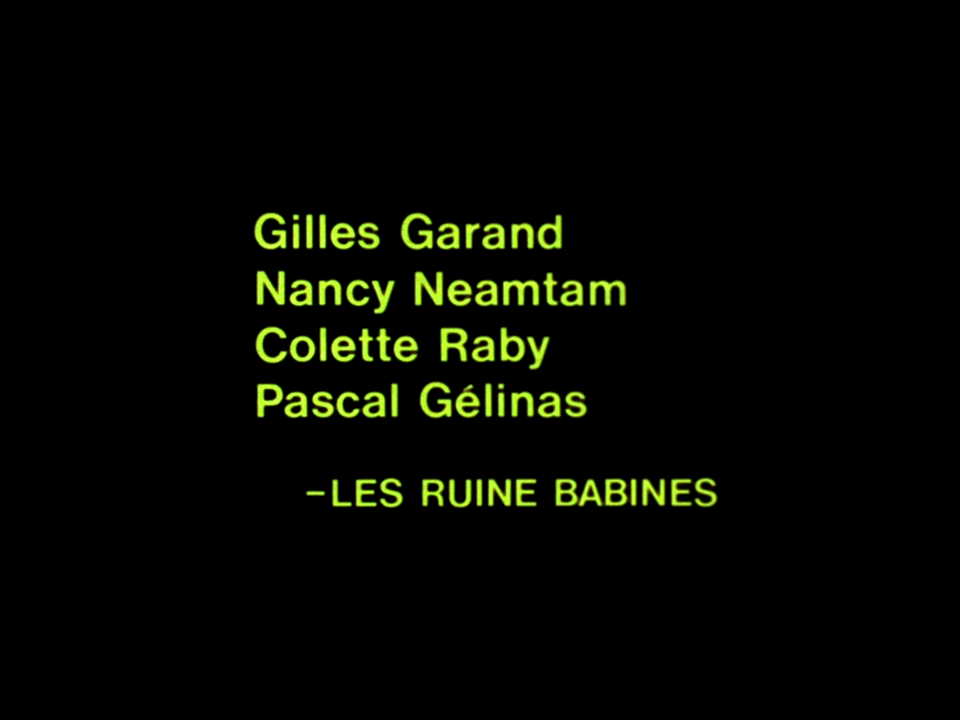 Gilles Garand
Nancy Neamtam
Colette Raby
Pascal Gélinas
-LES RUINE BABINES